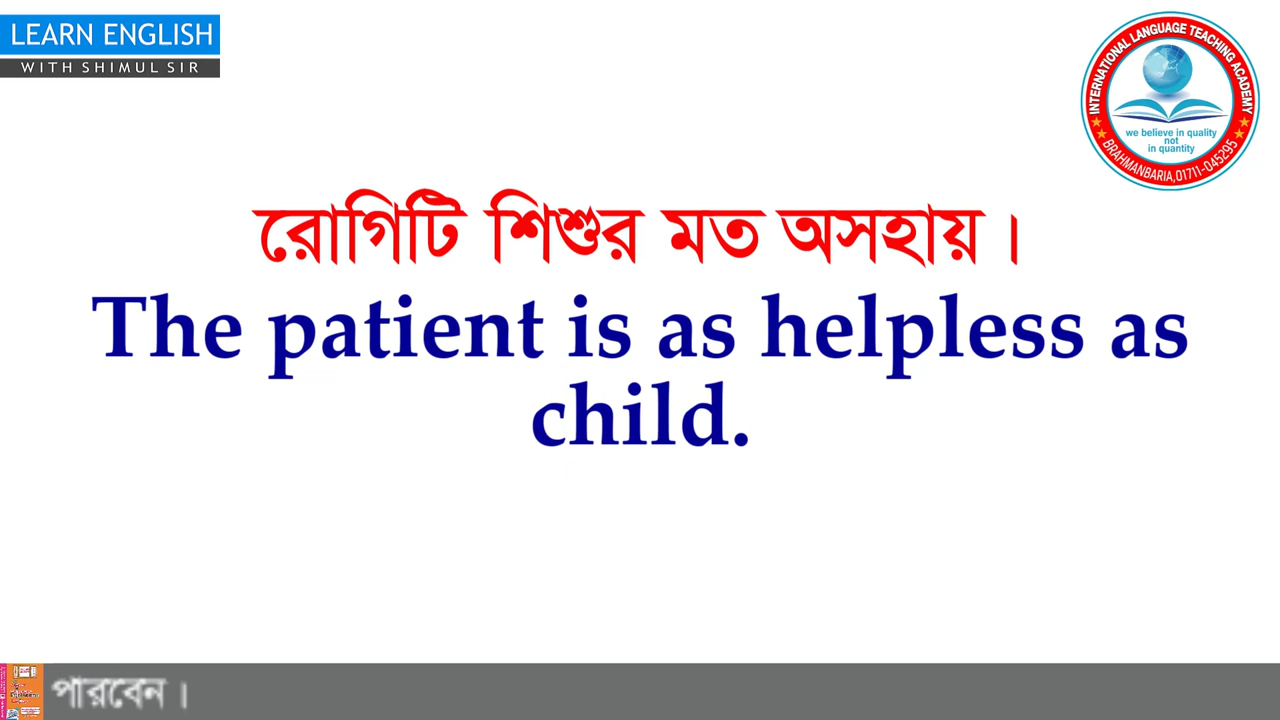 LEARN ENGLISH
WITH SHIMUL SIR
INTERNATIONAL LANGUAGE TEACHING ACADEMY
we believe in quality
not
in quantity
BRAHMANBARIA,01711-045295
রোগিটি শিশুর মত অসহায়।
The patient is as helpless as
child.
পারবেন।